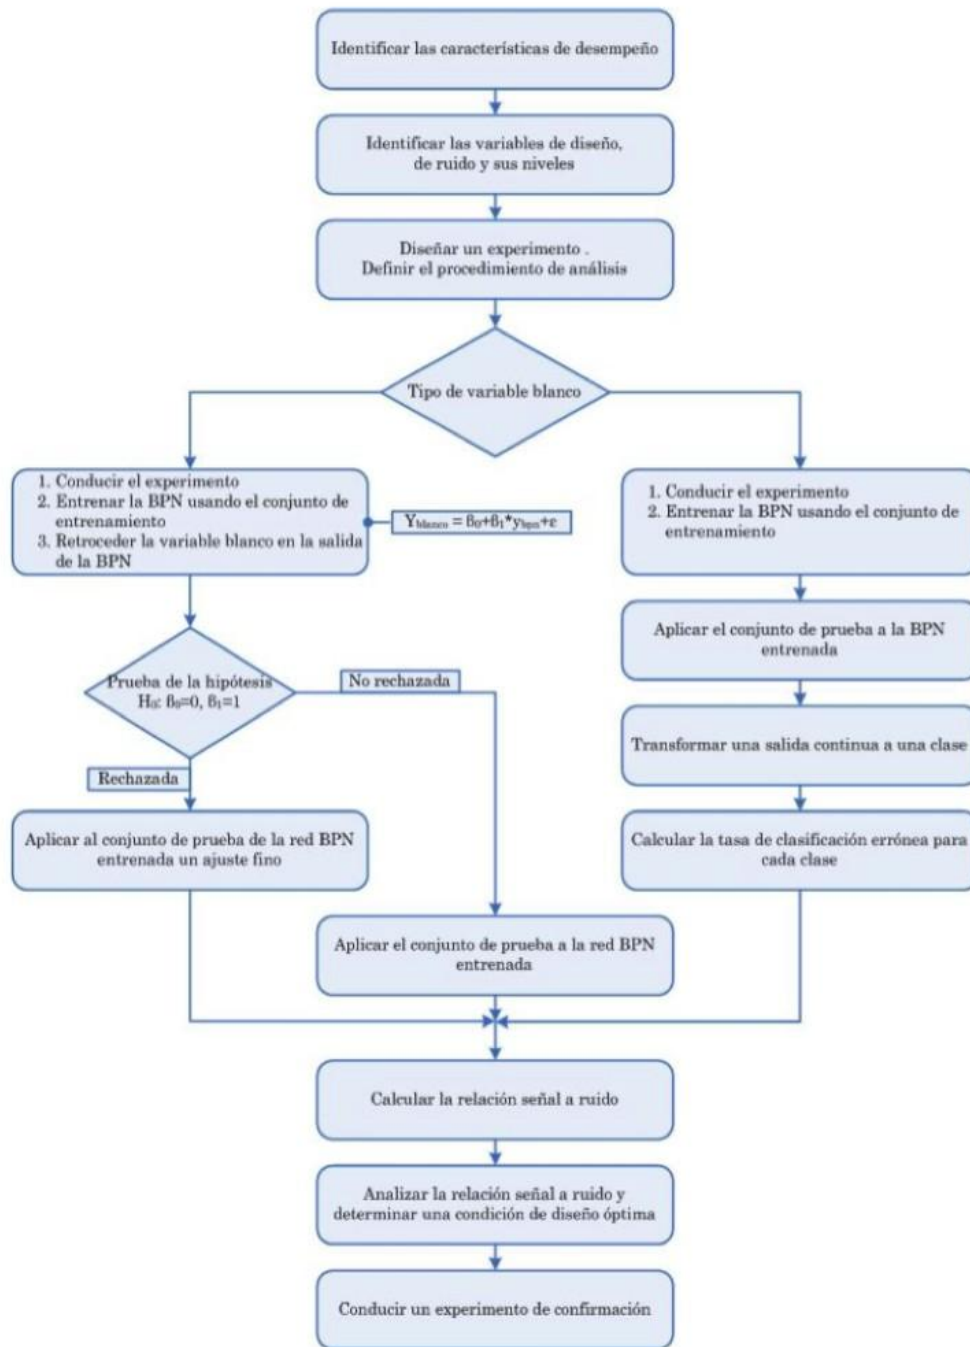 Identificar las características de desempeño
Identificar las variables de diseño,
de ruido y sus niveles
Diseñar un experimento .
Definir el procedimiento de análisis
Tipo de variable blanco
1. Conducir el experimento
2. Entrenar la BPN usando el conjunto de
entrenamiento
3. Retroceder la variable blanco en la salida
de la BPN
Yblanco = ß0+ß1*ybpn+ε
1. Conducir el experimento
2. Entrenar la BPN usando el conjunto de
entrenamiento
Aplicar el conjunto de prueba a la BPN
entrenada
Prueba de la hipótesis
H0: ß0=0, ß1=1
No rechazada
Rechazada
Transformar una salida continua a una clase
Aplicar al conjunto de prueba de la red BPN
entrenada un ajuste fino
Calcular la tasa de clasificación errónea para
cada clase
Aplicar el conjunto de prueba a la red BPN
entrenada
Calcular la relación señal a ruido
Analizar la relación señal a ruido y
determinar una condición de diseño óptima
Conducir un experimento de confirmación